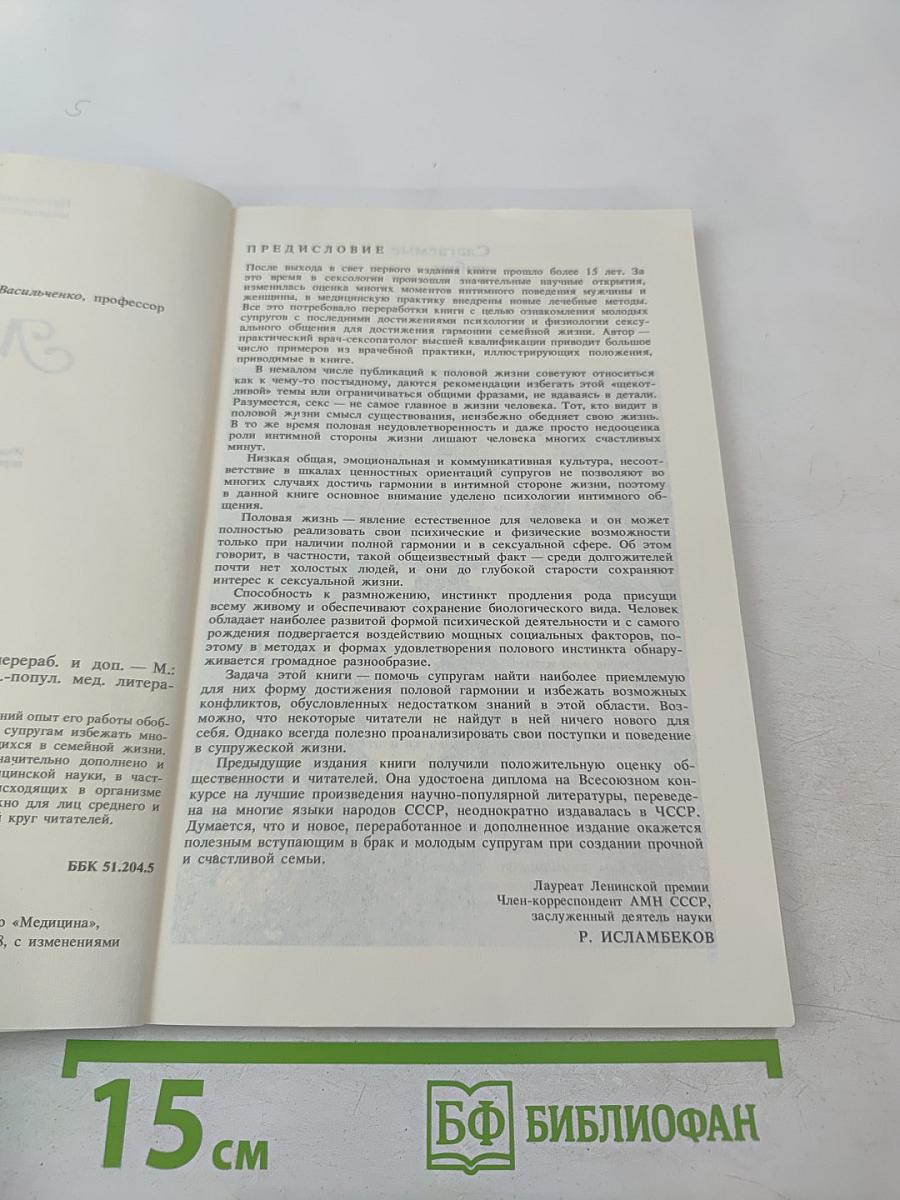 Васильченко, профессор
перераб. и доп. — М.:
.-попул. мед. литера-
ний опыт его работы обоб-
супругам избежать мно-
щихся в семейной жизни.
значительно дополнено и
ицинской науки, в част-
исходящих в организме
жно для лиц среднего и
й круг читателей.
ББК 51.204.5
о «Медицина»,
8, с изменениями
ПРЕДИСЛОВИЕ
После выхода в свет первого издания книги прошло более 15 лет. За
это время в сексологии произошли значительные научные открытия,
изменилась оценка многих моментов интимного поведения мужчины и
женщины, в медицинскую практику внедрены новые лечебные методы.
Все это потребовало переработки книги с целью ознакомления молодых
супругов с последними достижениями психологии и физиологии сексу-
ального общения для достижения гармонии семейной жизни. Автор —
практический врач-сексопатолог высшей квалификации приводит большое
число примеров из врачебной практики, иллюстрирующих положения,
приводимые в книге.
В немалом числе публикаций к половой жизни советуют относиться
как к чему-то постыдному, даются рекомендации избегать этой «щекот-
ливой» темы или ограничиваться общими фразами, не вдаваясь в детали.
Разумеется, секс — не самое главное в жизни человека. Тот, кто видит в
половой жизни смысл существования, неизбежно обедняет свою жизнь.
В то же время половая неудовлетворенность и даже просто недооценка
роли интимной стороны жизни лишают человека многих счастливых
минут.
Низкая общая, эмоциональная и коммуникативная культура, несоот-
ветствие в шкалах ценностных ориентаций супругов не позволяют во
многих случаях достичь гармонии в интимной стороне жизни, поэтому
в данной книге основное внимание уделено психологии интимного об-
щения.
Половая жизнь — явление естественное для человека и он может
полностью реализовать свои психические и физические возможности
только при наличии полной гармонии и в сексуальной сфере. Об этом
говорит, в частности, такой общеизвестный факт — среди долгожителей
почти нет холостых людей, и они до глубокой старости сохраняют
интерес к сексуальной жизни.
Способность к размножению, инстинкт продления рода присущи
всему живому и обеспечивают сохранение биологического вида. Человек
обладает наиболее развитой формой психической деятельности и с самого
рождения подвергается воздействию мощных социальных факторов, по-
этому в методах и формах удовлетворения полового инстинкта обнару-
живается громадное разнообразие.
Задача этой книги — помочь супругам найти наиболее приемлемую
для них форму достижения половой гармонии и избежать возможных
конфликтов, обусловленных недостатком знаний в этой области. Воз-
можно, что некоторые читатели не найдут в ней ничего нового для
себя. Однако всегда полезно проанализировать свои поступки и поведение
в супружеской жизни.
Предыдущие издания книги получили положительную оценку об-
щественности и читателей. Она удостоена диплома на Всесоюзном кон-
курсе на лучшие произведения научно-популярной литературы, переведе-
на на многие языки народов СССР, неоднократно издавалась в ЧССР.
Думается, что и новое, переработанное и дополненное издание окажется
полезным вступающим в брак и молодым супругам при создании прочной
и счастливой семьи.
Лауреат Ленинской премии
Член-корреспондент АМН СССР,
заслуженный деятель науки
Р. ИСЛАМБЕКОВ
15 см
БФ БИБЛИОФАН